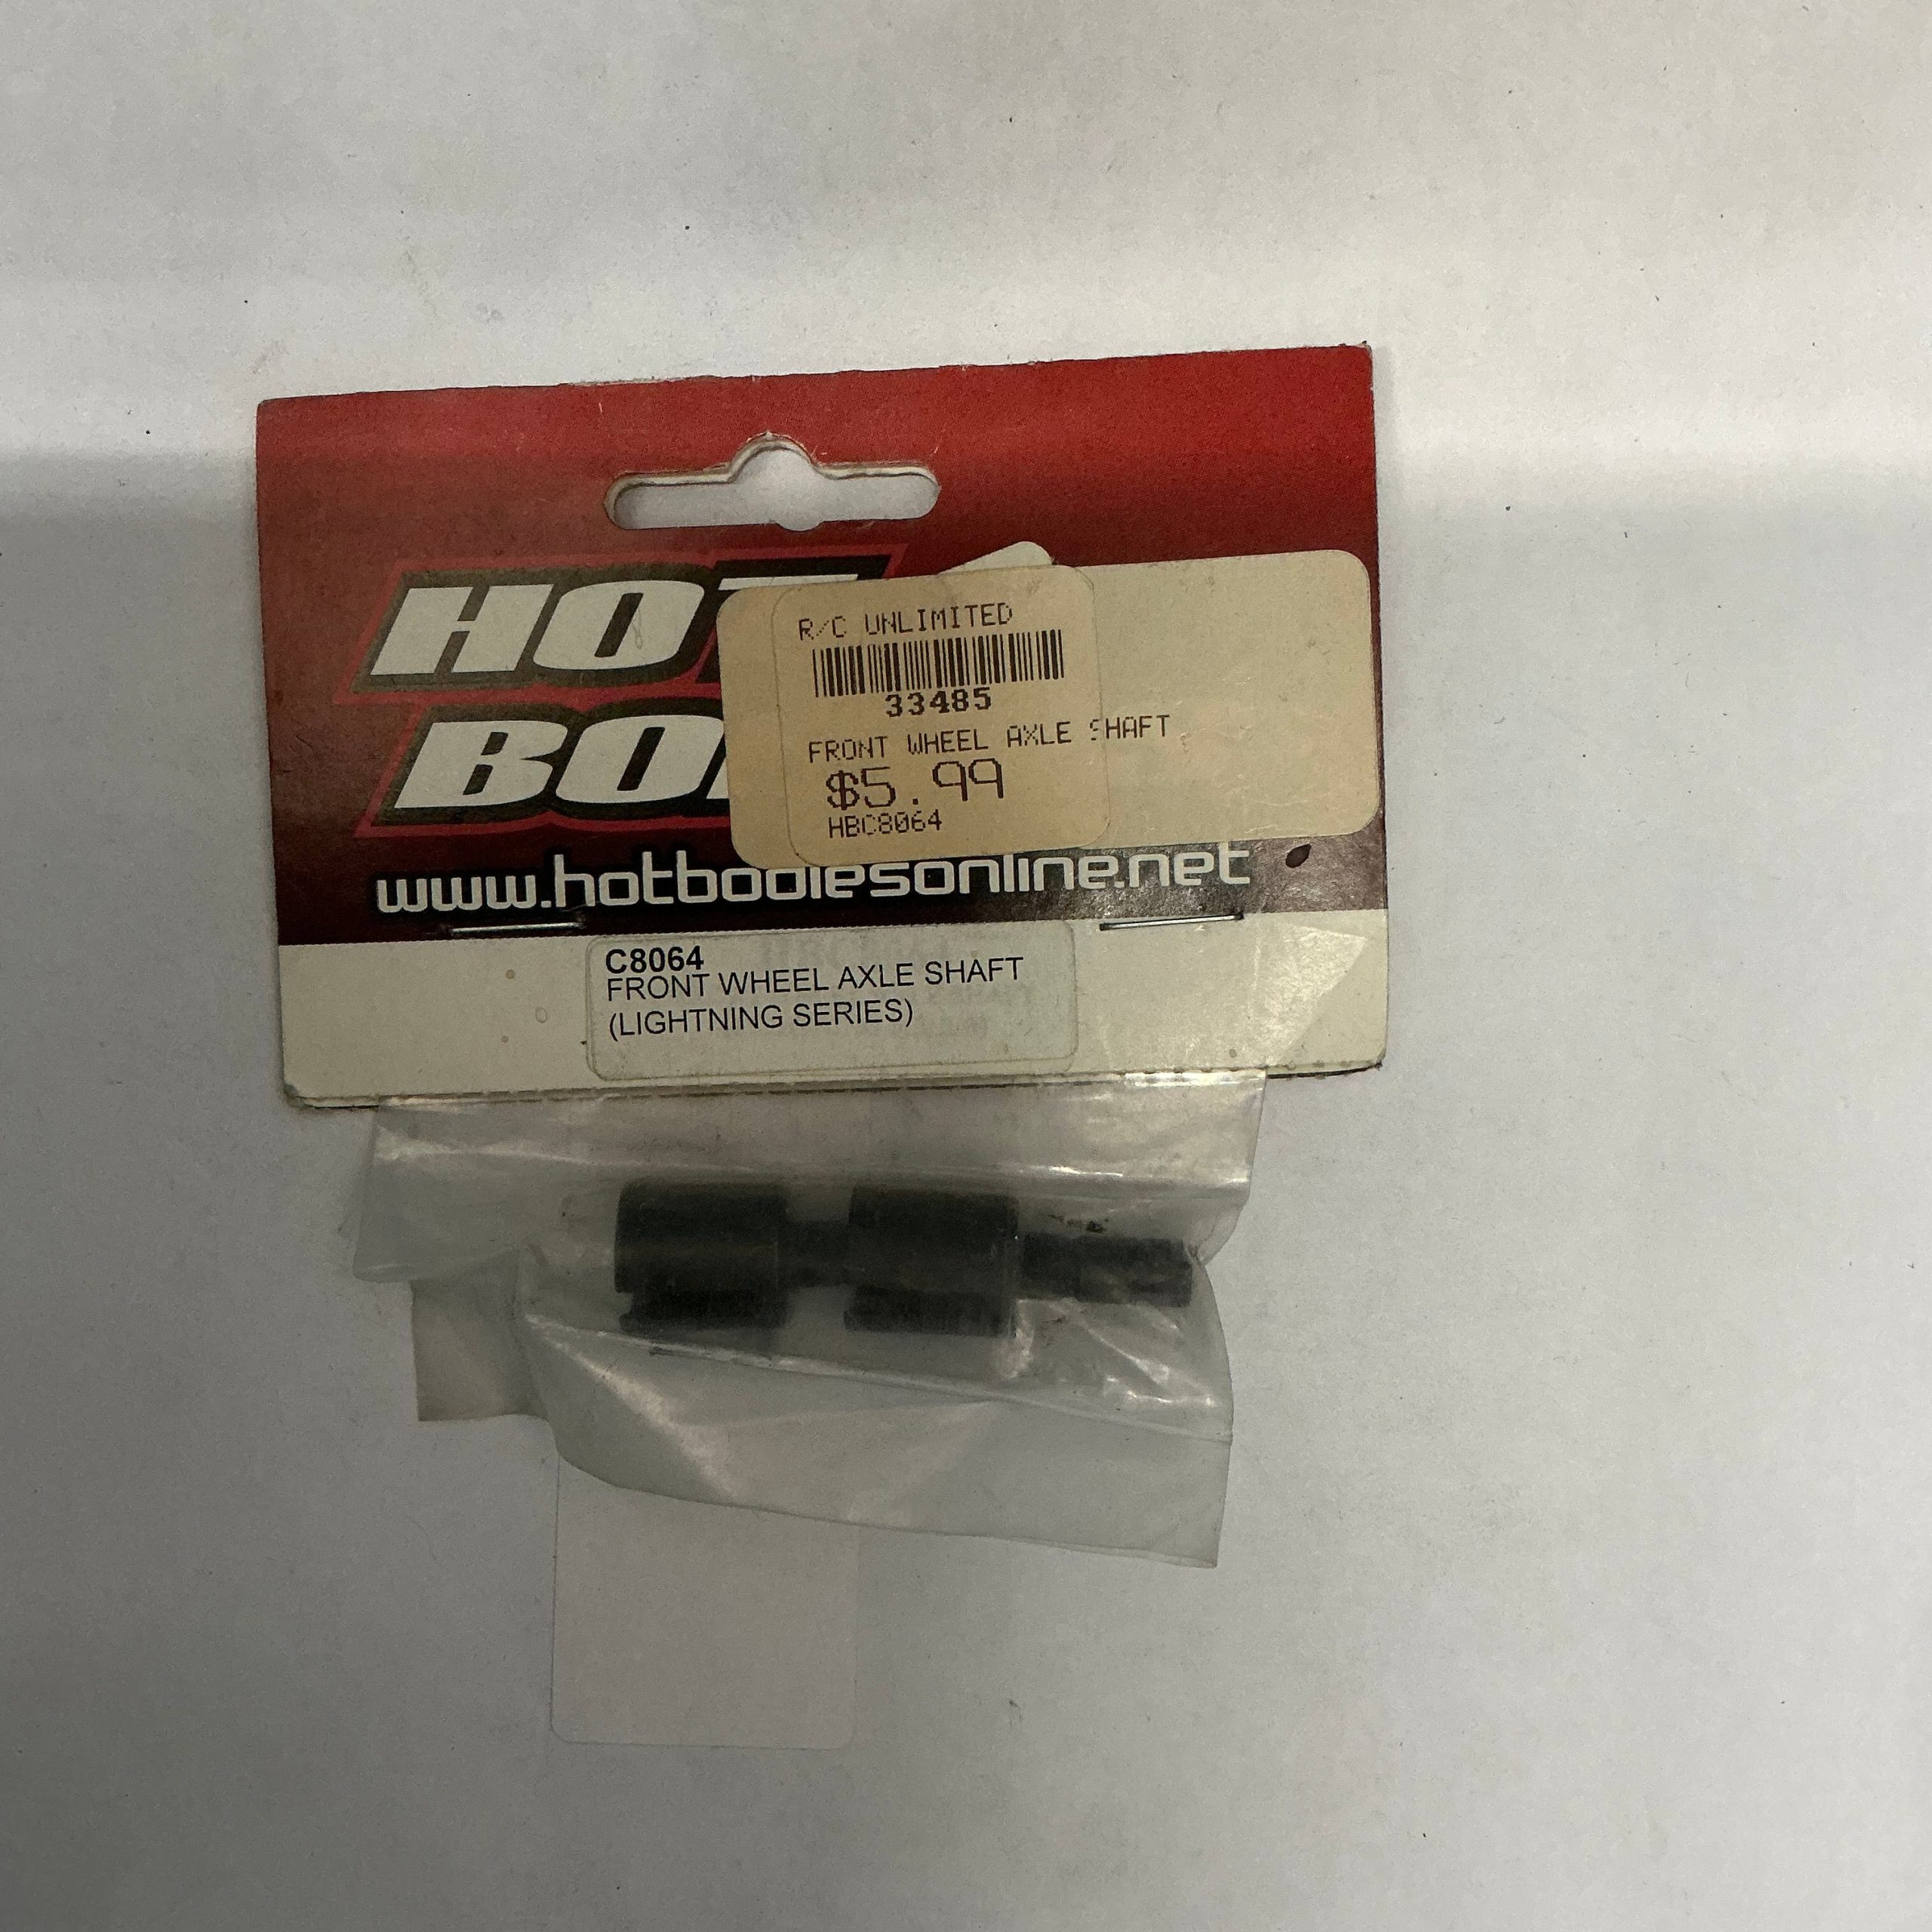 HOT
R/C UNLIMITED
33485
FRONT WHEEL AXLE SHAFT
$5.99
HBC8064
www.hotbodiesonline.net
C8064
FRONT WHEEL AXLE SHAFT
(LIGHTNING SERIES)